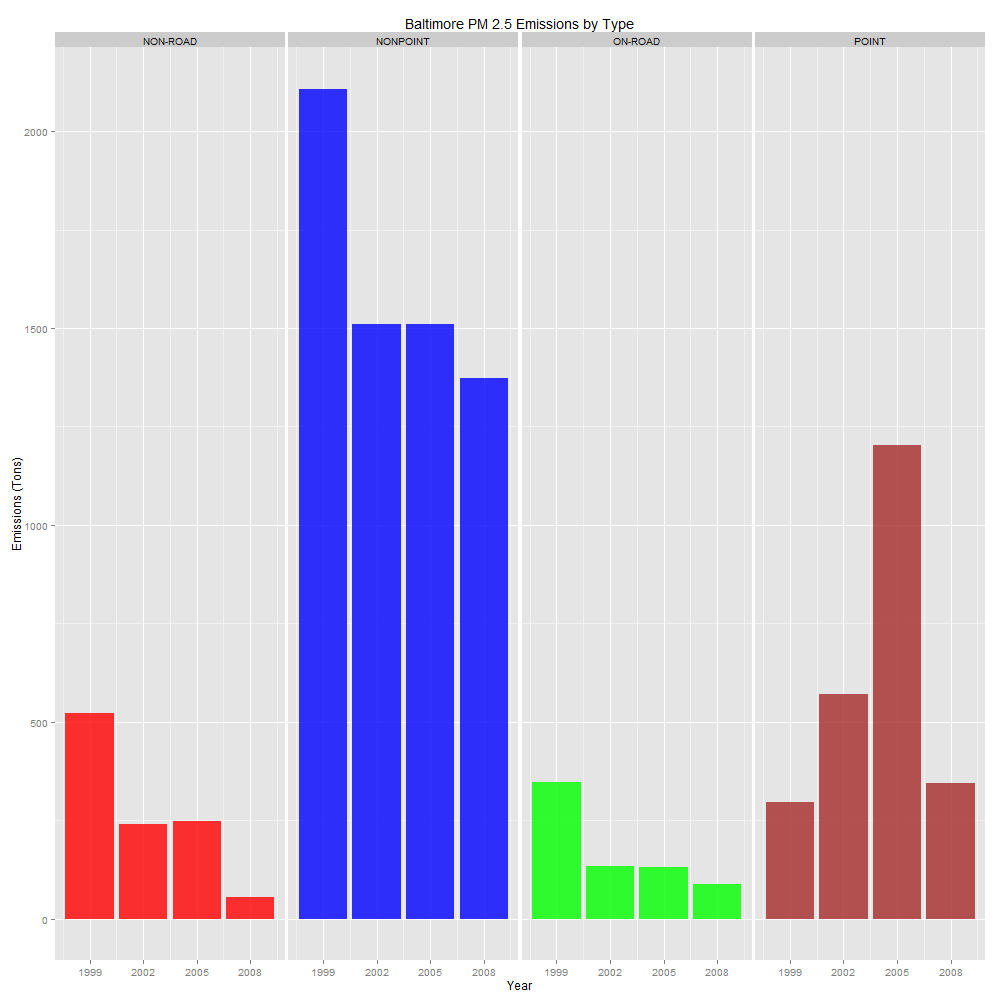 Baltimore PM 2.5 Emissions by Type
NON-ROAD NONPOINT ON-ROAD POINT
2000
1500
1000
500
0
Emissions (Tons)
1999 2002 2005 2008 1999 2002 2005 2008 1999 2002 2005 2008 1999 2002 2005 2008
Year